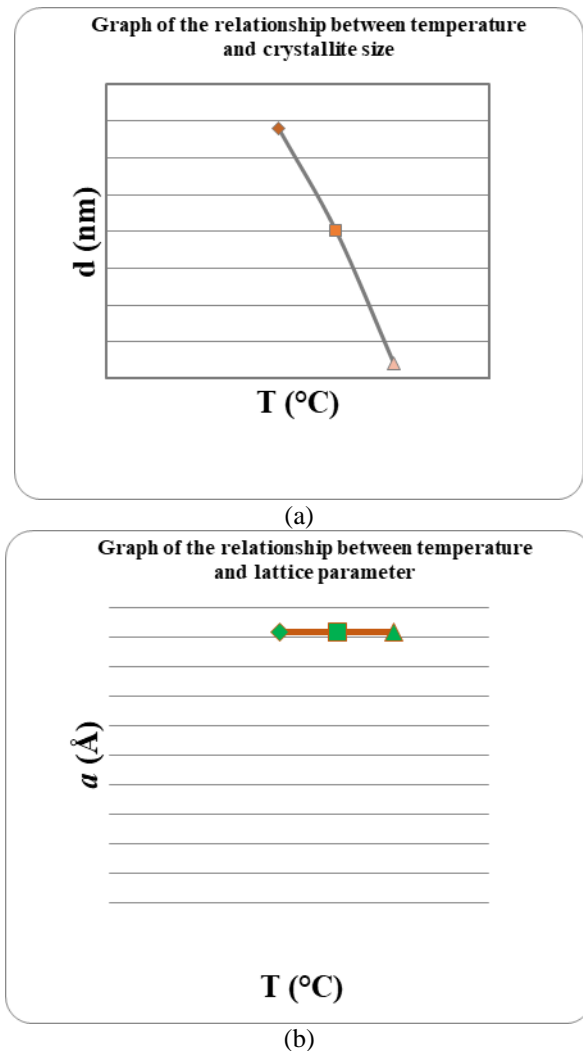 Graph of the relationship between temperature
and crystallite size
d (nm)
T (°C)
(a)
Graph of the relationship between temperature
and lattice parameter
a (Å)
T (°C)
(b)